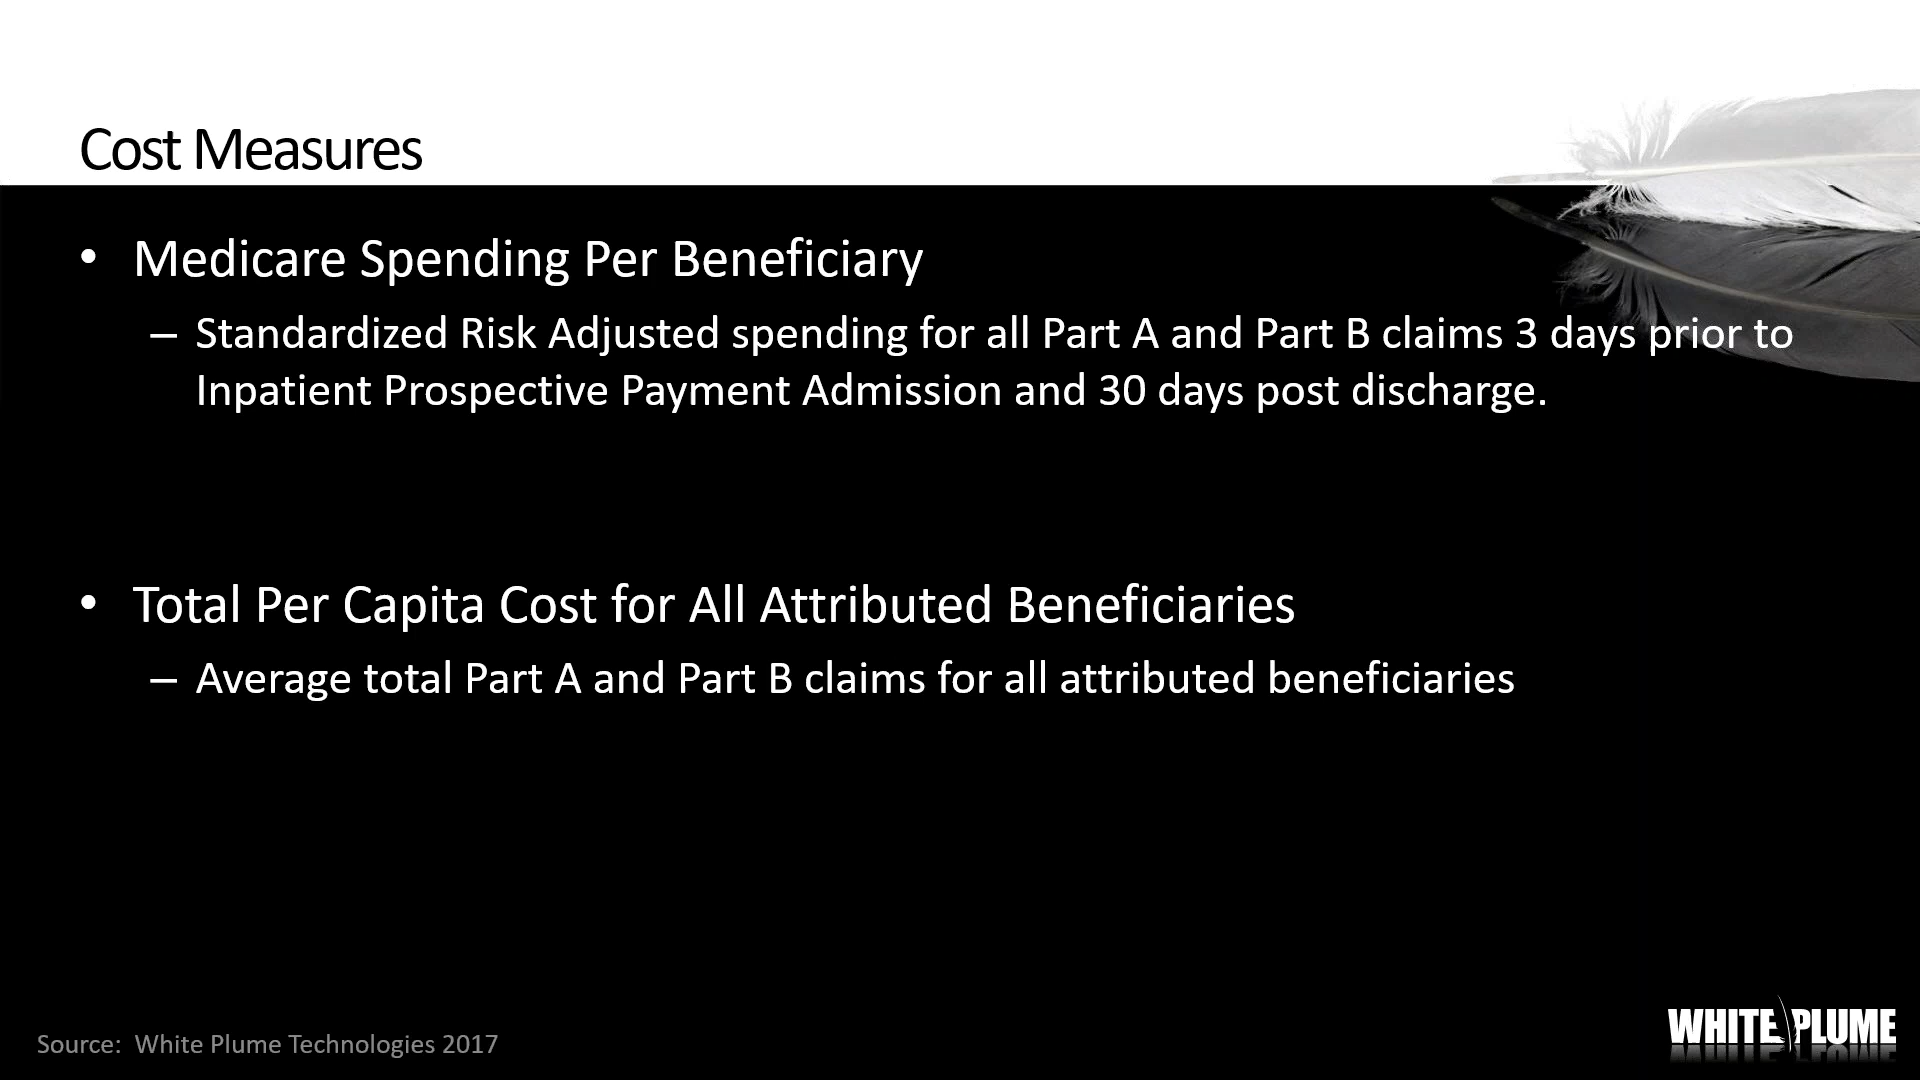 Cost Measures
• Medicare Spending Per Beneficiary
– Standardized Risk Adjusted spending for all Part A and Part B claims 3 days prior to
Inpatient Prospective Payment Admission and 30 days post discharge.
• Total Per Capita Cost for All Attributed Beneficiaries
– Average total Part A and Part B claims for all attributed beneficiaries
Source: White Plume Technologies 2017
WHITE PLUME